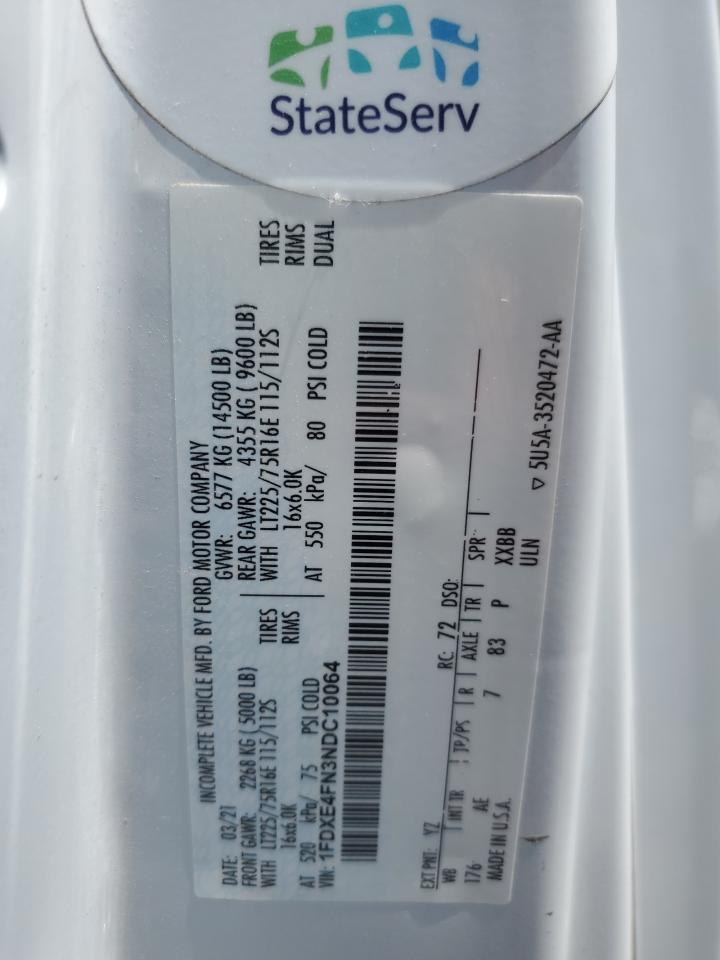 StateServ
INCOMPLETE VEHICLE MFD. BY FORD MOTOR COMPANY
DATE: 03/21 GVWR: 6577 KG (14500 LB)
FRONT GAWR: 2268 KG (5000 LB) REAR GAWR: 4355 KG ( 9600 LB)
WITH LT225/75R16E 115/112S TIRES WITH LT225/75R16E 115/112S TIRES
16x6.0K RIMS 16x6.0K RIMS
AT 520 kPa/ 75 PSI COLD AT 550 kPa/ 80 PSI COLD DUAL
VIN: 1FDXE4FN3NDC10064
EXT PNT: YZ RC: 72 DSO:
WB INT TR TP/PS R AXLE TR SPR
176 AE 7 83 P XXBB
MADE IN U.S.A. ULN
▽ 5U5A-3520472-AA